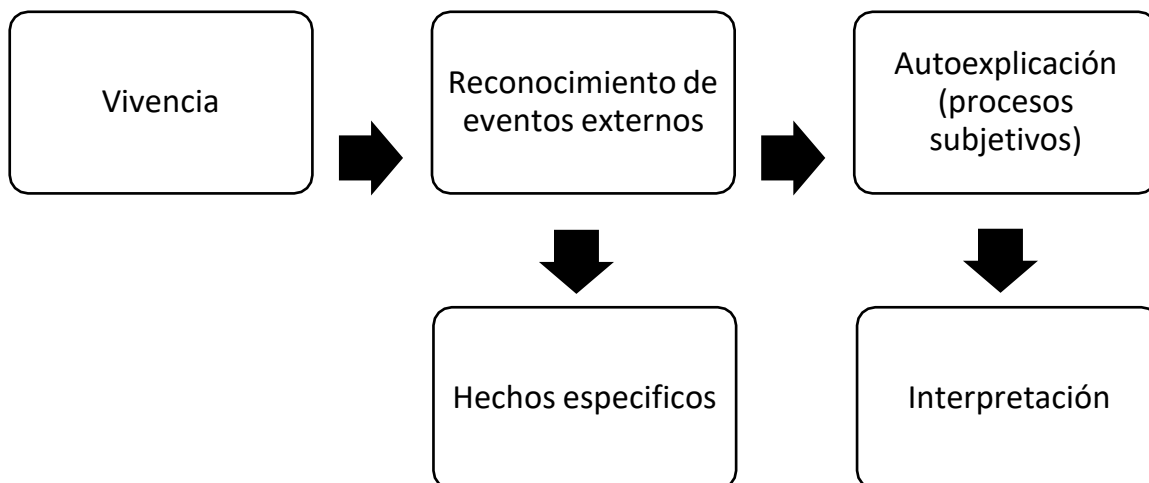 Vivencia
Reconocimiento de
eventos externos
Autoexplicación
(procesos
subjetivos)
Hechos especificos
Interpretación